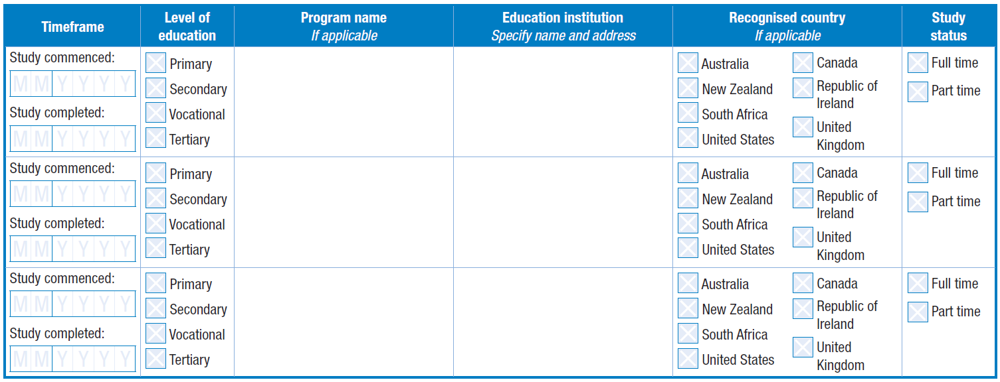 Timeframe
Level of
education
Program name
If applicable
Education institution
Specify name and address
Recognised country
If applicable
Study
status
Study commenced:
MMYYYY
Study completed:
MMYYYY
Primary
Secondary
Vocational
Tertiary
Australia
New Zealand
South Africa
United States
Canada
Republic of
Ireland
United
Kingdom
Full time
Part time
Study commenced:
MMYYYY
Study completed:
MMYYYY
Primary
Secondary
Vocational
Tertiary
Australia
New Zealand
South Africa
United States
Canada
Republic of
Ireland
United
Kingdom
Full time
Part time
Study commenced:
MMYYYY
Study completed:
MMYYYY
Primary
Secondary
Vocational
Tertiary
Australia
New Zealand
South Africa
United States
Canada
Republic of
Ireland
United
Kingdom
Full time
Part time